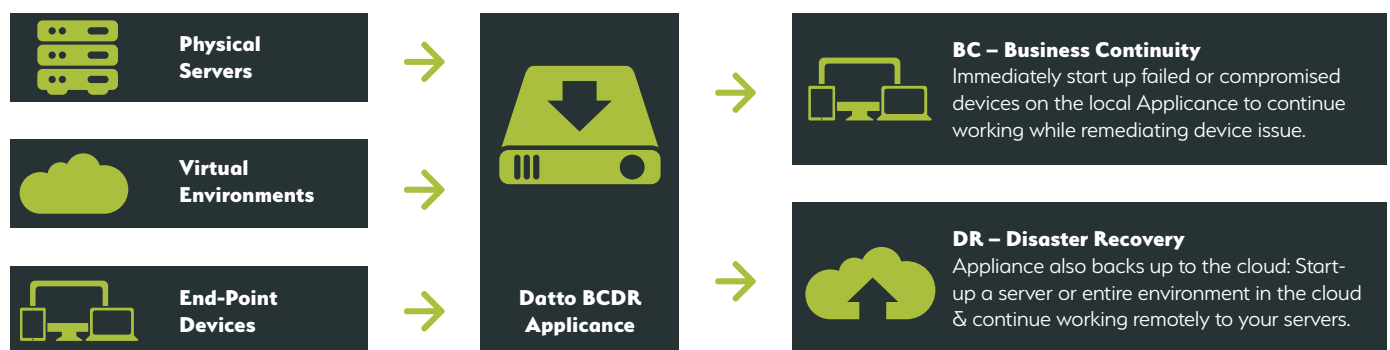 Physical
Servers
Virtual
Environments
End-Point
Devices
Datto BCDR
Applicance
BC – Business Continuity
Immediately start up failed or compromised
devices on the local Applicance to continue
working while remediating device issue.
DR – Disaster Recovery
Appliance also backs up to the cloud: Start-
up a server or entire environment in the cloud
& continue working remotely to your servers.